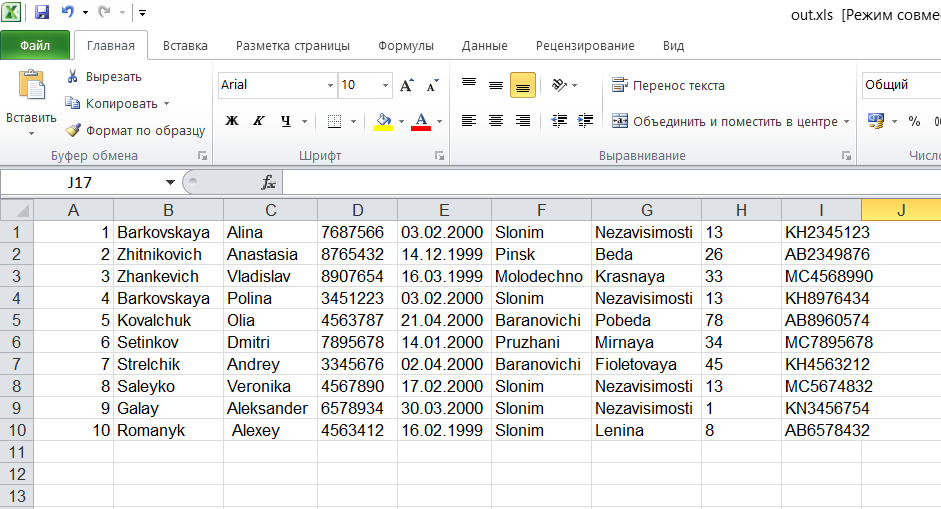 out.xls [Режим совме
Файл Главная Вставка Разметка страницы Формулы Данные Рецензирование Вид
Вставить
Вырезать
Копировать
Формат по образцу
Буфер обмена
Arial 10
Ж К Ч А
Шрифт
Перенос текста
Объединить и поместить в центре
Выравнивание
Общий
% 00
Число
J17 fx
A B C D E F G H I J
1 1 Barkovskaya Alina 7687566 03.02.2000 Slonim Nezavisimosti 13 KH2345123
2 2 Zhitnikovich Anastasia 8765432 14.12.1999 Pinsk Beda 26 AB2349876
3 3 Zhankevich Vladislav 8907654 16.03.1999 Molodechno Krasnaya 33 MC4568990
4 4 Barkovskaya Polina 3451223 03.02.2000 Slonim Nezavisimosti 13 KH8976434
5 5 Kovalchuk Olia 4563787 21.04.2000 Baranovichi Pobeda 78 AB8960574
6 6 Setinkov Dmitri 7895678 14.01.2000 Pruzhani Mirnaya 34 MC7895678
7 7 Strelchik Andrey 3345676 02.04.2000 Baranovichi Fioletovaya 45 KH4563212
8 8 Saleyko Veronika 4567890 17.02.2000 Slonim Nezavisimosti 13 MC5674832
9 9 Galay Aleksander 6578934 30.03.2000 Slonim Nezavisimosti 1 KN3456754
10 10 Romanyk Alexey 4563412 16.02.1999 Slonim Lenina 8 AB6578432
11
12
13